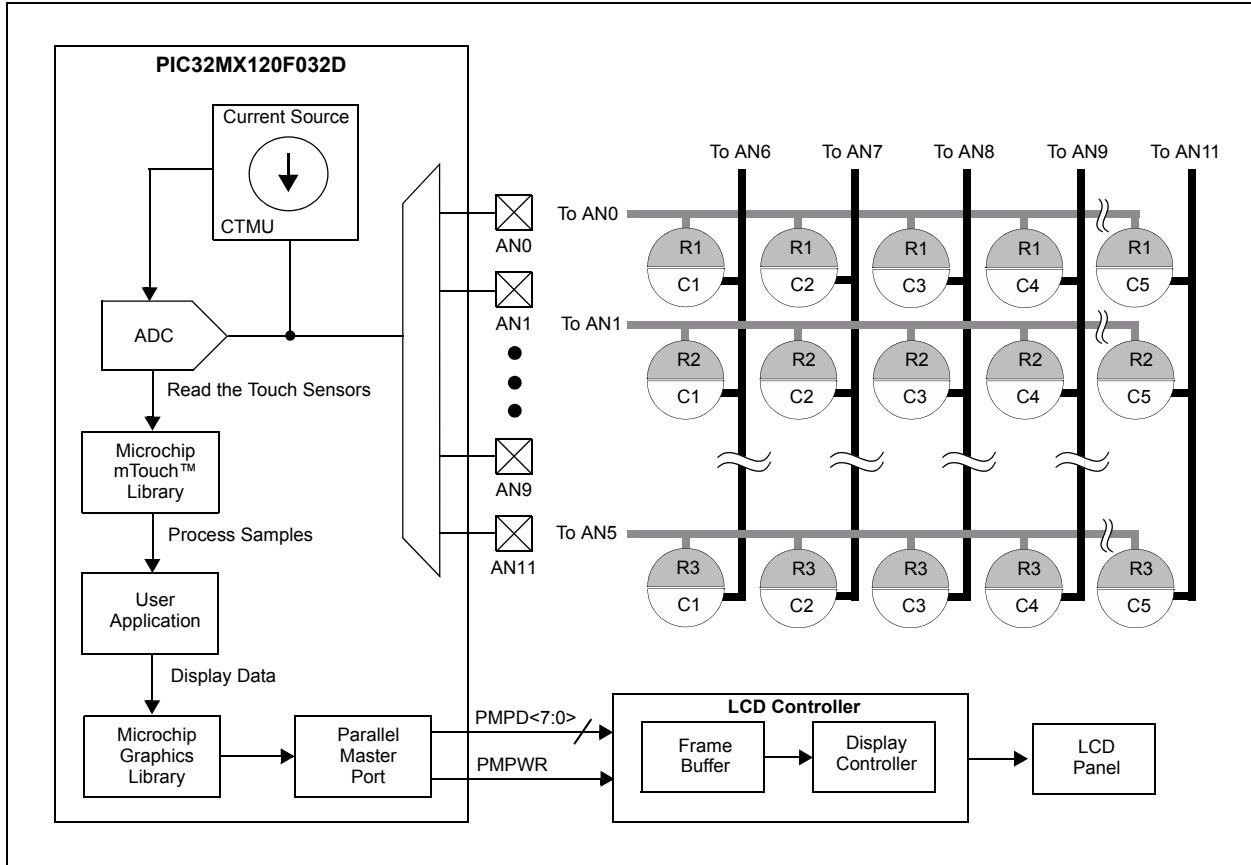 PIC32MX120F032D
Current Source
CTMU
ADC
Read the Touch Sensors
Microchip
mTouch™
Library
Process Samples
User
Application
Display Data
Microchip
Graphics
Library
Parallel
Master
Port
AN0
AN1
AN9
AN11
To AN6 To AN7 To AN8 To AN9 To AN11
To AN0
R1 R1 R1 R1 R1
C1 C2 C3 C4 C5
To AN1
R2 R2 R2 R2 R2
C1 C2 C3 C4 C5
To AN5
R3 R3 R3 R3 R3
C1 C2 C3 C4 C5
PMPD<7:0>
PMPWR
LCD Controller
Frame
Buffer
Display
Controller
LCD
Panel